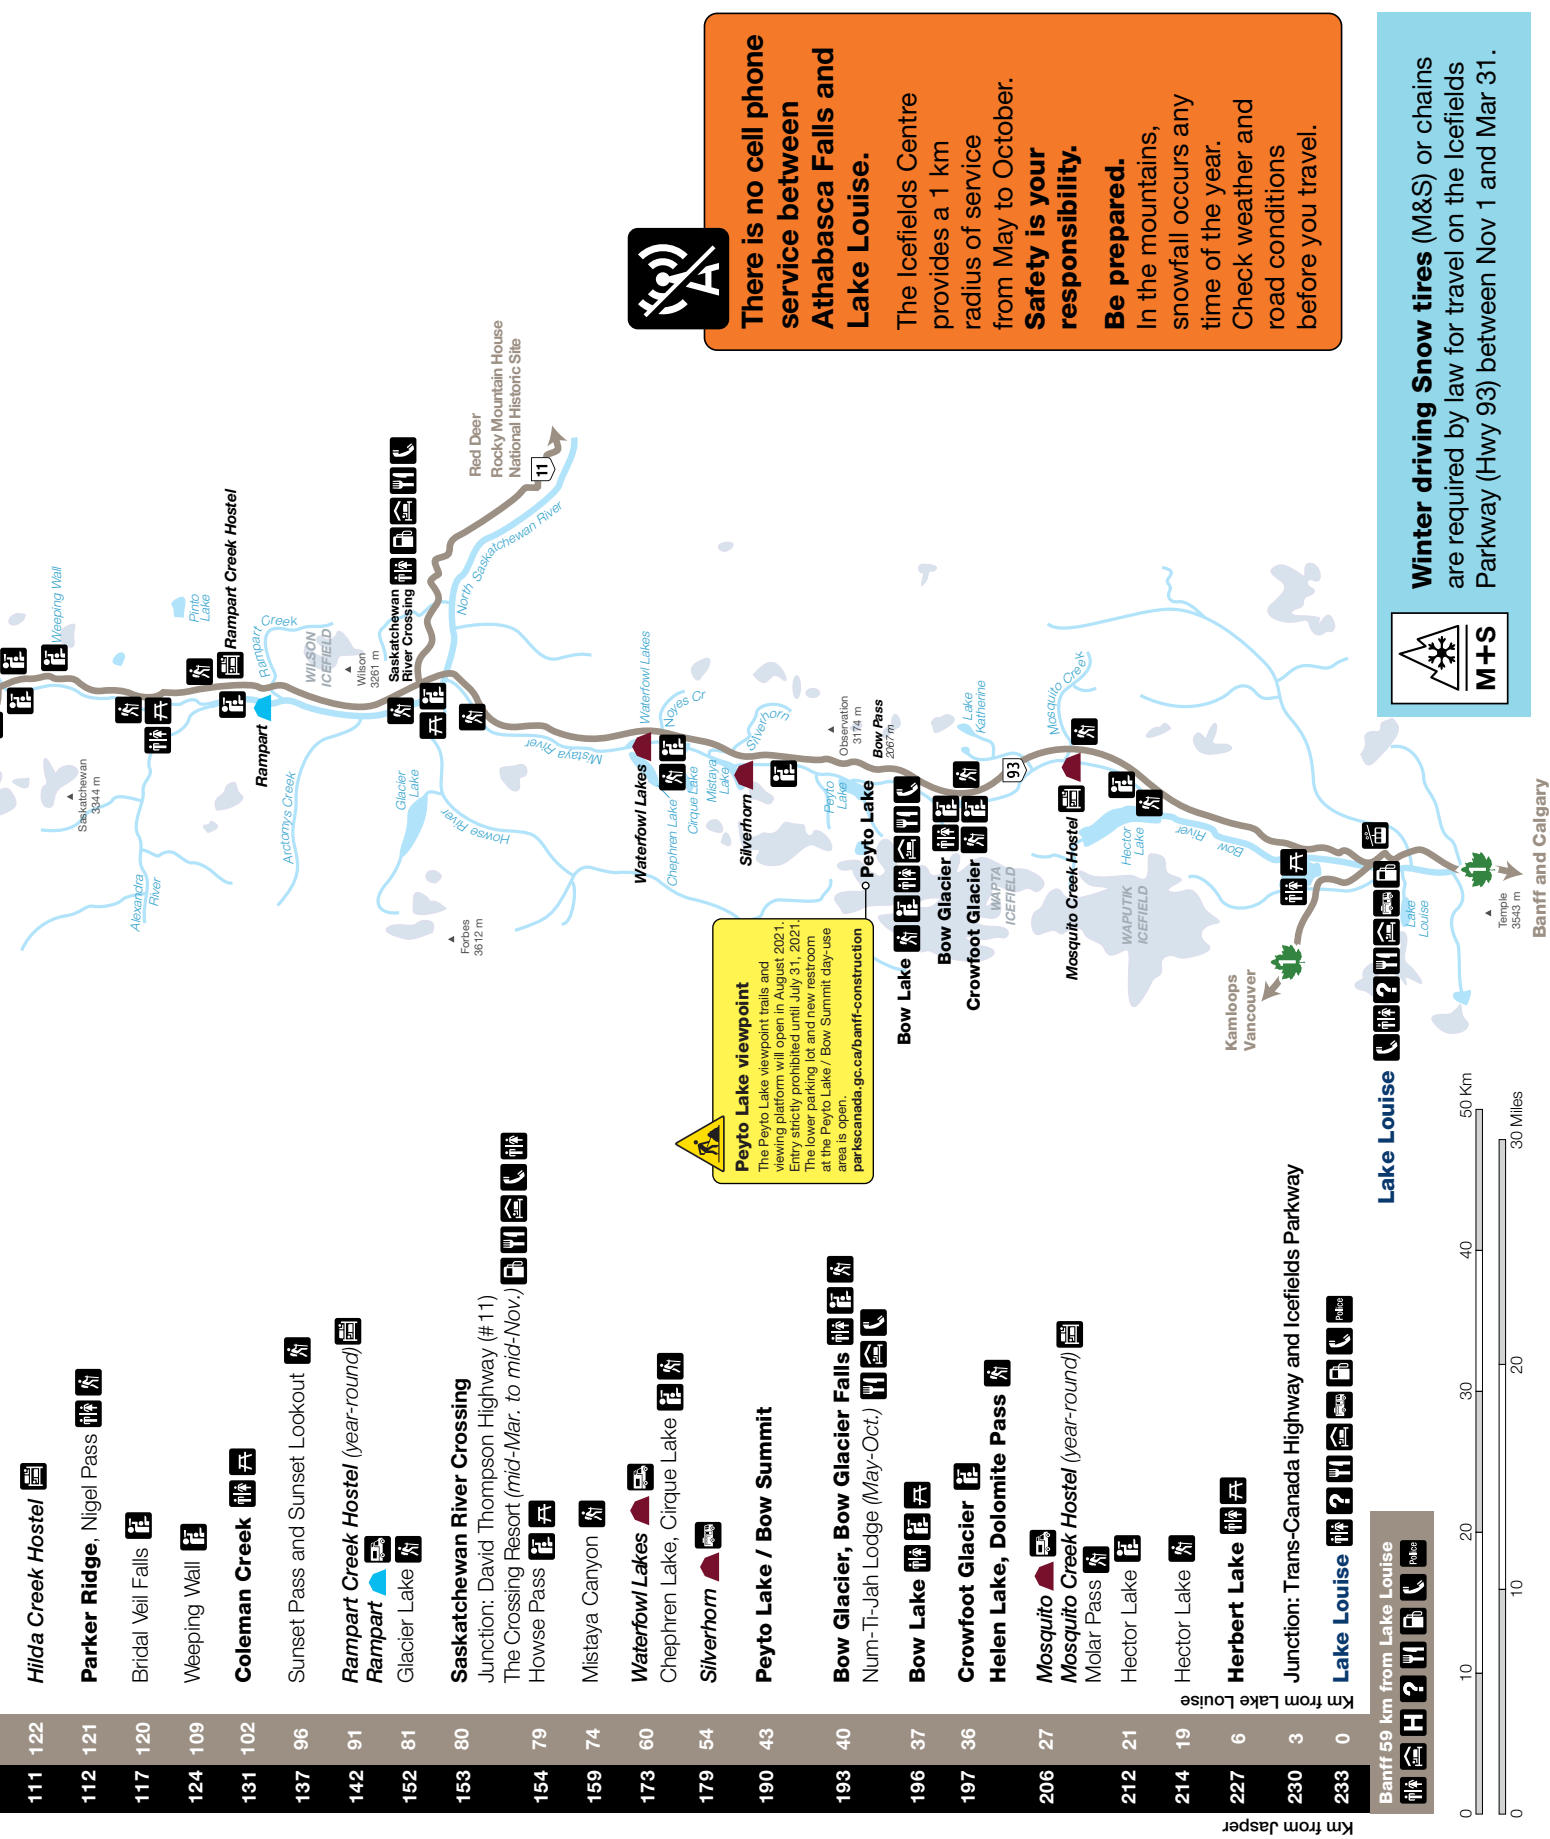 Km from Jasper
Km from Lake Louise
111 122 Hilda Creek Hostel
112 121 Parker Ridge, Nigel Pass
117 120 Bridal Veil Falls
124 109 Weeping Wall
131 102 Coleman Creek
137 96 Sunset Pass and Sunset Lookout
142 91 Rampart Creek Hostel (year-round)
Rampart
152 81 Glacier Lake
153 80 Saskatchewan River Crossing
Junction: David Thompson Highway (# 11)
The Crossing Resort (mid-Mar. to mid-Nov.)
154 79 Howse Pass
159 74 Mistaya Canyon
173 60 Waterfowl Lakes
Chephren Lake, Cirque Lake
179 54 Silverhorn
190 43 Peyto Lake / Bow Summit
193 40 Bow Glacier, Bow Glacier Falls
Num-Ti-Jah Lodge (May-Oct.)
196 37 Bow Lake
197 36 Crowfoot Glacier
Helen Lake, Dolomite Pass
206 27 Mosquito
Mosquito Creek Hostel (year-round)
Molar Pass
212 21 Hector Lake
214 19 Hector Lake
227 6 Herbert Lake
230 3 Junction: Trans-Canada Highway and Icefields Parkway
233 0 Lake Louise
Police
Banff 59 km from Lake Louise
H
?
Police
0 10 20 30 40 50 Km
0 10 20 30 Miles
Weeping Wall
Saskatchewan
3344 m
Pinto
Lake
Rampart Creek Hostel
Alexandra
River
Rampart
Rampart Creek
WILSON
ICEFIELD
Wilson
3261 m
Arctomys Creek
Saskatchewan
River Crossing
Glacier
Lake
Howse River
Forbes
3612 m
North Saskatchewan River
Red Deer
Rocky Mountain House
National Historic Site
11
Mistaya River
Waterfowl Lakes
Waterfowl Lakes
Noyes Cr
Chephren Lake
Cirque Lake
Mistaya
Lake
Silverhorn
Silverhorn
Observation
3174 m
Peyto
Lake
Bow Pass
2067 m
Peyto Lake
Peyto Lake viewpoint
The Peyto Lake viewpoint trails and
viewing platform will open in August 2021.
Entry strictly prohibited until July 31, 2021.
The lower parking lot and new restroom
at the Peyto Lake / Bow Summit day-use
area is open.
parkscanada.gc.ca/banff-construction
Bow Lake
Bow Glacier
Crowfoot Glacier
Lake
Katherine
WAPTA
ICEFIELD
93
Mosquito Creek
Mosquito Creek Hostel
Hector
Lake
WAPUTIK
ICEFIELD
Bow River
Kamloops
Vancouver
1
Lake Louise
?
Lake
Louise
1
Temple
3543 m
Banff and Calgary
There is no cell phone
service between
Athabasca Falls and
Lake Louise.
The Icefields Centre
provides a 1 km
radius of service
from May to October.
Safety is your
responsibility.
Be prepared.
In the mountains,
snowfall occurs any
time of the year.
Check weather and
road conditions
before you travel.
M+S
Winter driving Snow tires (M&S) or chains
are required by law for travel on the Icefields
Parkway (Hwy 93) between Nov 1 and Mar 31.